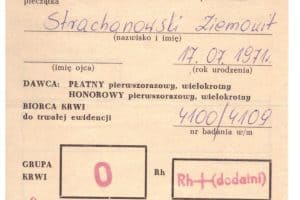 pieczątka
Strachanowski Ziemowit
(nazwisko i imię)
17.07.1971r.
(imię ojca) (rok urodzenia)
DAWCA: PŁATNY pierwszorazowy, wielokrotny
HONOROWY pierwszorazowy, wielokrotny
BIORCA KRWI
do trwałej ewidencji
4100/4109
nr badania w/m
GRUPA
KRWI
O
Rh
Rh + (dodatni)